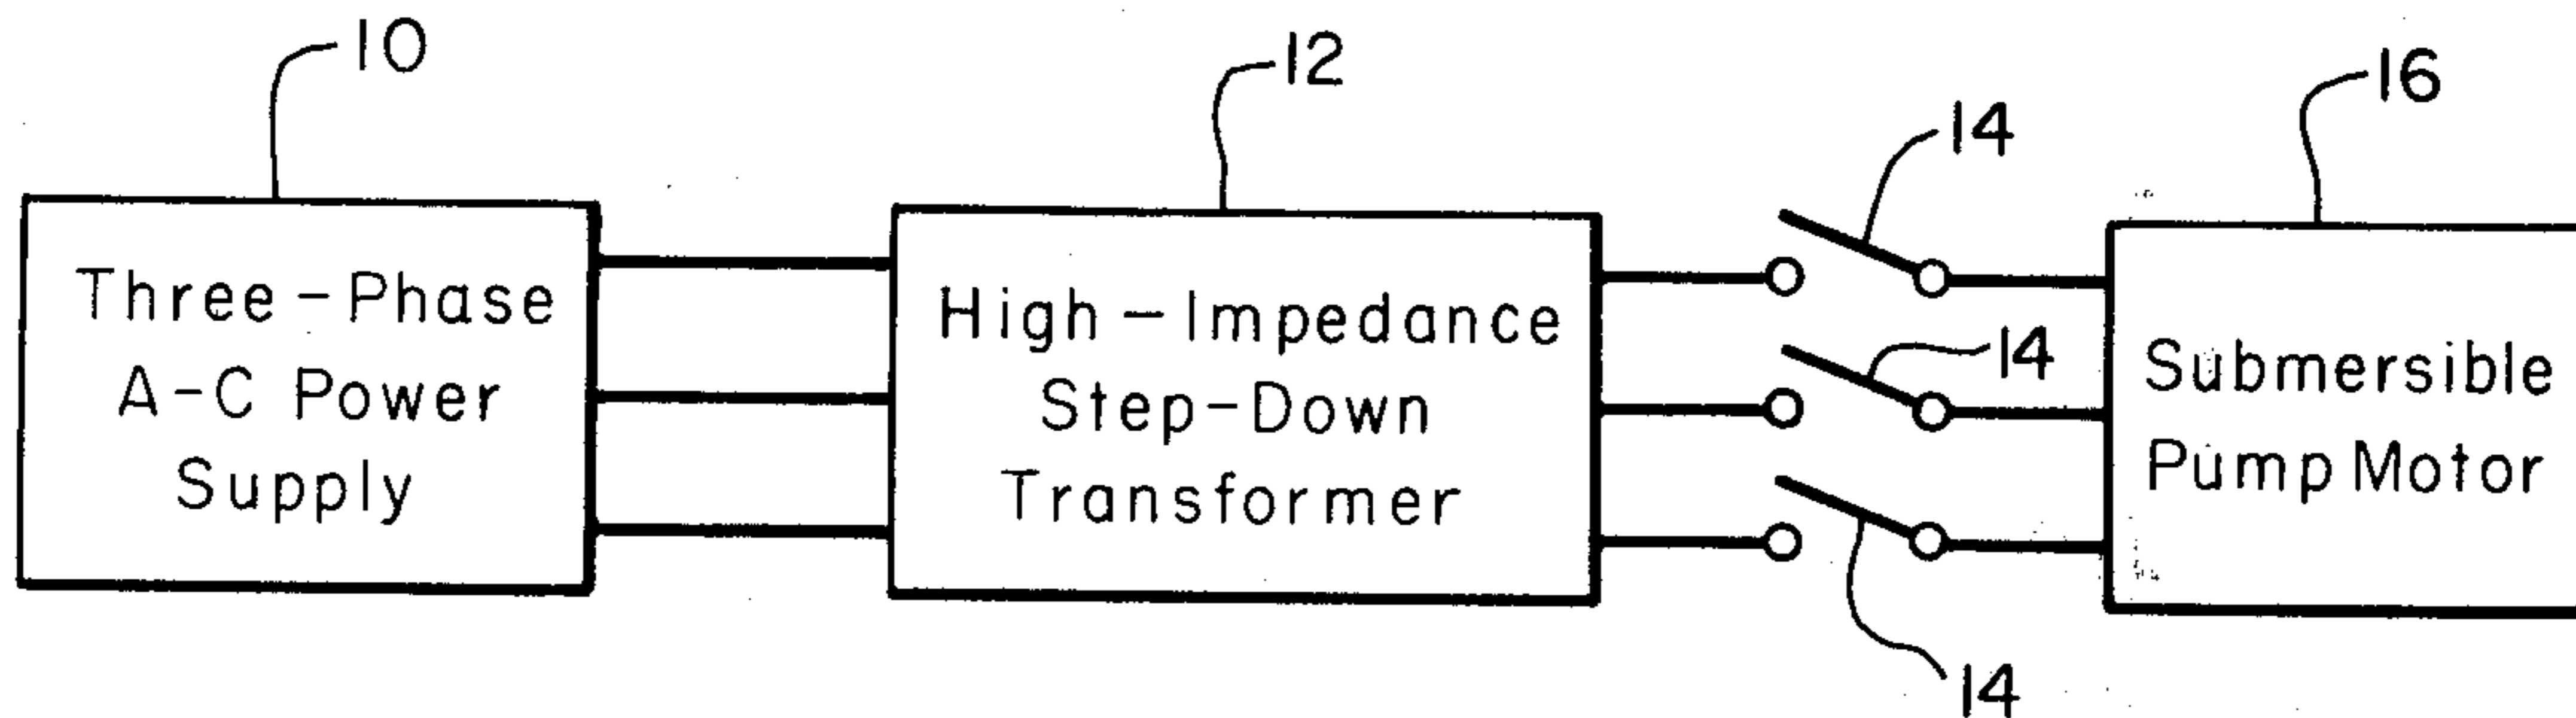 10
12
16
14
Three-Phase
A-C Power
Supply
High-Impedance
Step-Down
Transformer
14
Submersible
Pump Motor
14